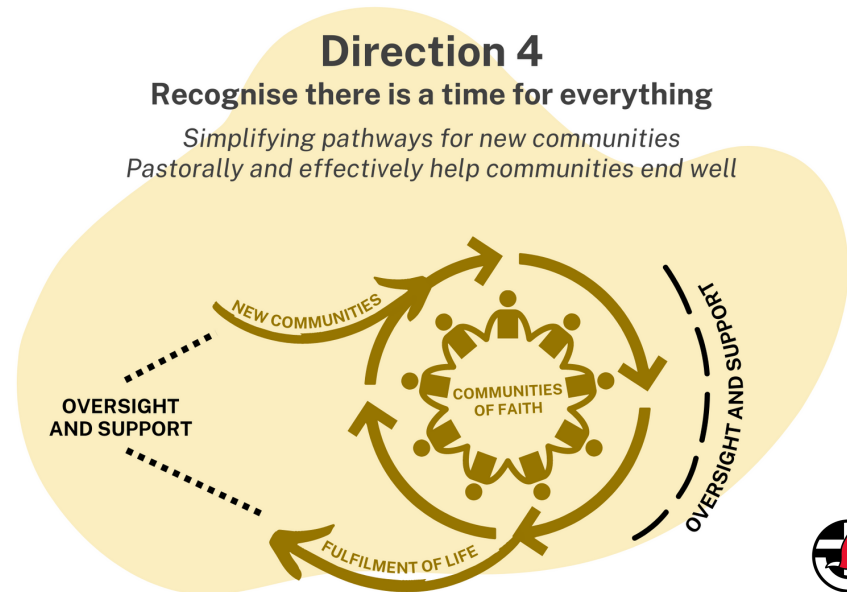 Direction 4
Recognise there is a time for everything
Simplifying pathways for new communities
Pastorally and effectively help communities end well
NEW COMMUNITIES
OVERSIGHT
AND SUPPORT
COMMUNITIES
OF FAITH
OVERSIGHT AND SUPPORT
FULFILMENT OF LIFE